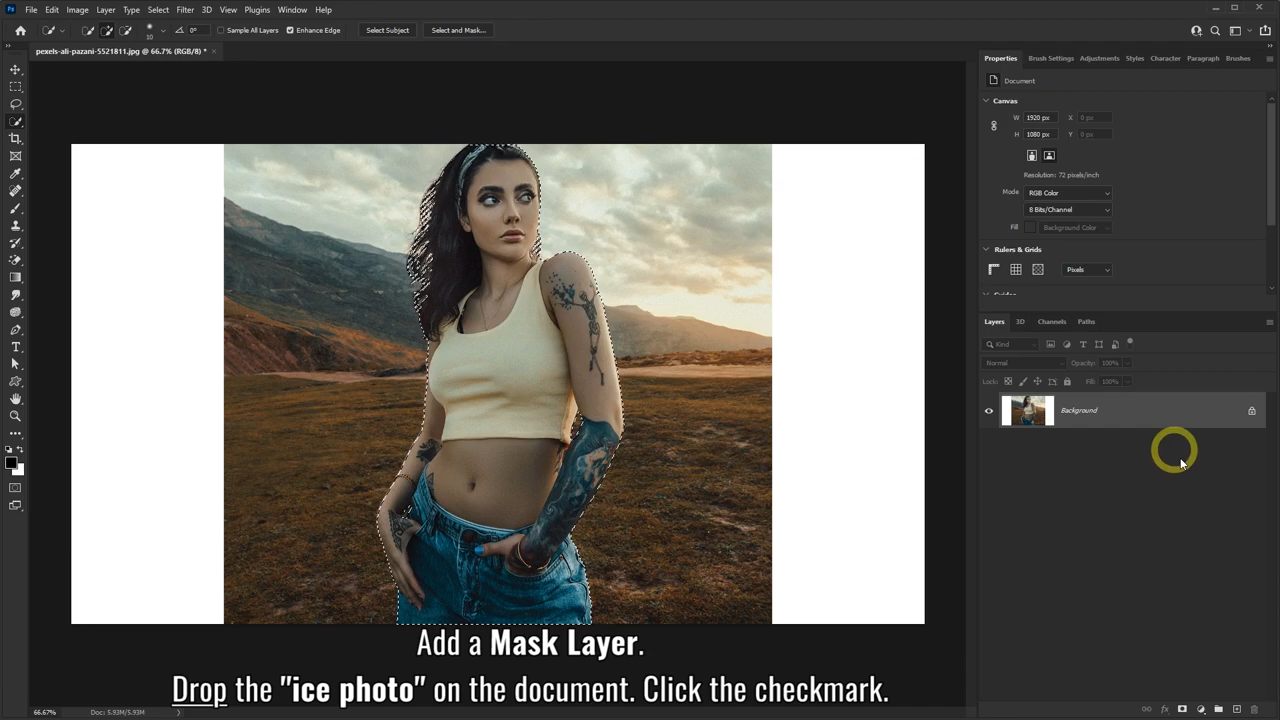 Ps File Edit Image Layer Type Select Filter 3D View Plugins Window Help
10 0° Sample All Layers Enhance Edge Select Subject Select and Mask...
pexels-ali-pazani-5521811.jpg @ 66.7% (RGB/8) * ×
Properties Brush Settings Adjustments Styles Character Paragraph Brushes
Document
Canvas
W 1920 px X 0 px
H 1080 px Y 0 px
Resolution: 72 pixels/inch
Mode RGB Color
8 Bits/Channel
Fill Background Color
Rulers & Grids
Pixels
Guides
Layers 3D Channels Paths
Kind
Normal Opacity: 100%
Lock: Fill: 100%
Background
Add a Mask Layer.
Drop the "ice photo" on the document. Click the checkmark.
66.67% Doc: 5.93M/5.93M
fx